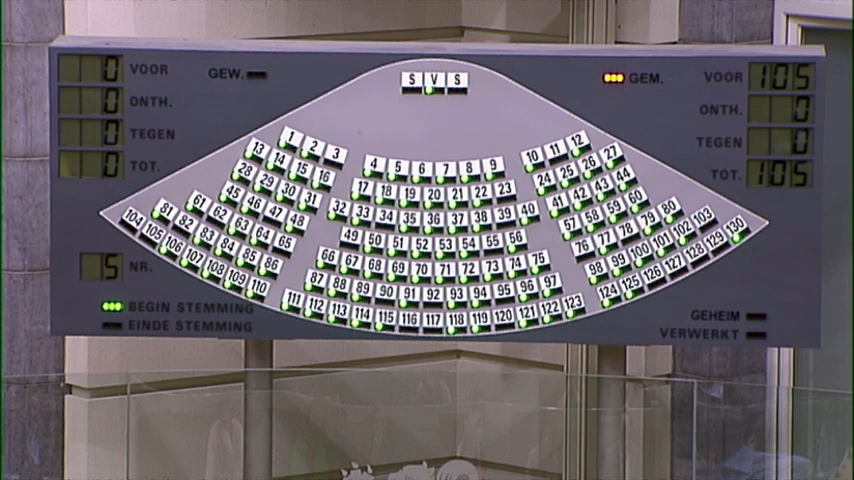 0 VOOR
GEW.
S V S
GEM. VOOR 105
0 ONTH.
ONTH. 0
0 TEGEN
TEGEN 0
0 TOT.
TOT. 105
1 2 3
4 5 6 7 8 9
10 11 12
13 14 15 16
17 18 19 20 21 22 23
24 25 26 27
28 29 30 31
32 33 34 35 36 37 38 39 40
41 42 43 44
45 46 47 48
49 50 51 52 53 54 55 56
57 58 59 60
61 62 63 64 65
66 67 68 69 70 71 72 73 74 75
76 77 78 79 80
81 82 83 84 85 86
87 88 89 90 91 92 93 94 95 96 97
98 99 100 101 102 103
104 105 106 107 108 109 110
111 112 113 114 115 116 117 118 119 120 121 122 123
124 125 126 127 128 129 130
5 NR.
BEGIN STEMMING
EINDE STEMMING
GEHEIM
VERWERKT